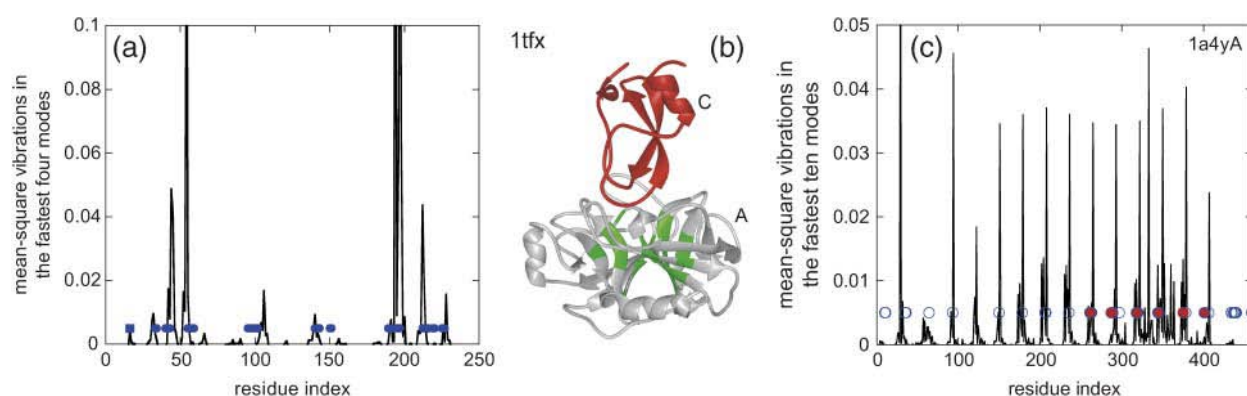 (a)
mean-square vibrations in
the fastest four modes
0.1
0.08
0.06
0.04
0.02
0
0 50 100 150 200 250
residue index
1tfx
(b)
C
A
(c)
1a4yA
mean-square vibrations in
the fastest ten modes
0.05
0.04
0.03
0.02
0.01
0
0 100 200 300 400
residue index